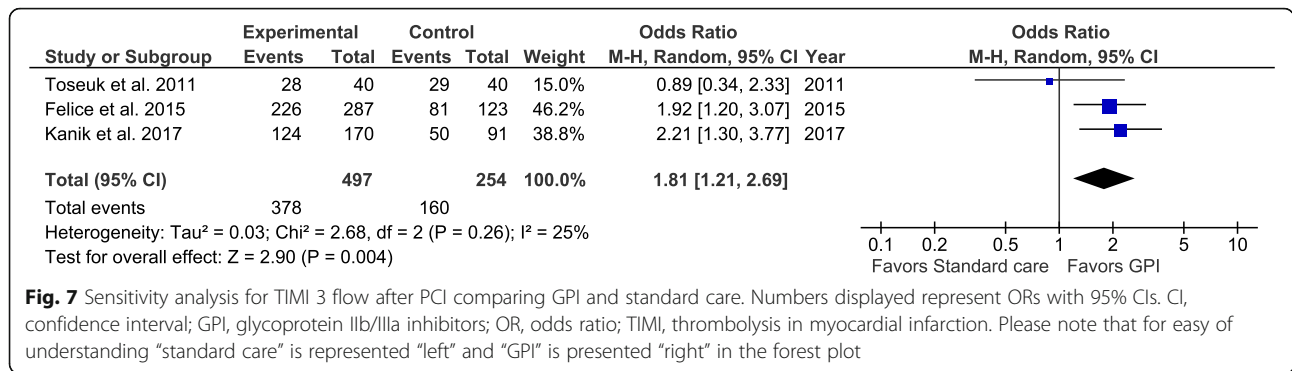 Experimental Control Odds Ratio Odds Ratio
Study or Subgroup Events Total Events Total Weight M-H, Random, 95% CI Year M-H, Random, 95% CI
Toseuk et al. 2011 28 40 29 40 15.0% 0.89 [0.34, 2.33] 2011
Felice et al. 2015 226 287 81 123 46.2% 1.92 [1.20, 3.07] 2015
Kanik et al. 2017 124 170 50 91 38.8% 2.21 [1.30, 3.77] 2017
Total (95% CI) 497 254 100.0% 1.81 [1.21, 2.69]
Total events 378 160
Heterogeneity: Tau² = 0.03; Chi² = 2.68, df = 2 (P = 0.26); I² = 25%
Test for overall effect: Z = 2.90 (P = 0.004)
0.1 0.2 0.5 1 2 5 10
Favors Standard care Favors GPI
Fig. 7 Sensitivity analysis for TIMI 3 flow after PCI comparing GPI and standard care. Numbers displayed represent ORs with 95% CIs. CI,
confidence interval; GPI, glycoprotein IIb/IIIa inhibitors; OR, odds ratio; TIMI, thrombolysis in myocardial infarction. Please note that for easy of
understanding “standard care” is represented “left” and “GPI” is presented “right” in the forest plot